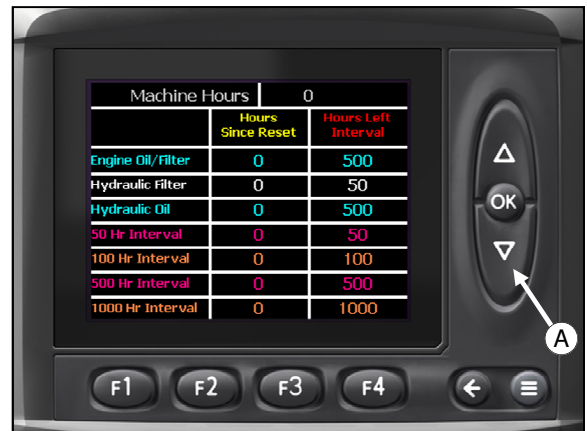 Machine Hours 0
Hours Since Reset Hours Left Interval
Engine Oil/Filter 0 500
Hydraulic Filter 0 50
Hydraulic Oil 0 500
50 Hr Interval 0 50
100 Hr Interval 0 100
500 Hr Interval 0 500
1000 Hr Interval 0 1000
OK
A
F1 F2 F3 F4